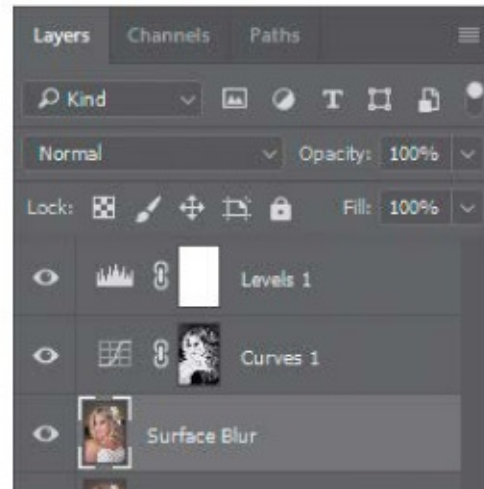 Layers Channels Paths
Kind T
Normal Opacity: 100%
Lock: Fill: 100%
Levels 1
Curves 1
Surface Blur